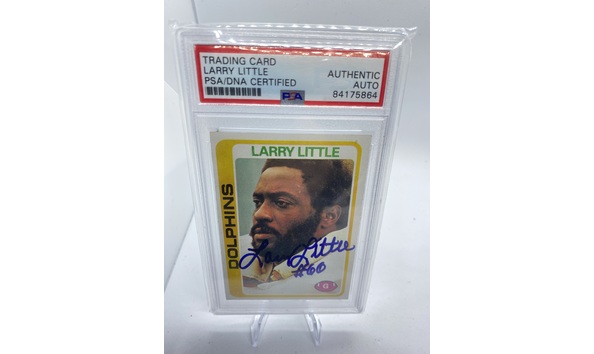 TRADING CARD
LARRY LITTLE
PSA/DNA CERTIFIED
AUTHENTIC
AUTO
84175864
PSA
LARRY LITTLE
DOLPHINS
Larry Little
#66